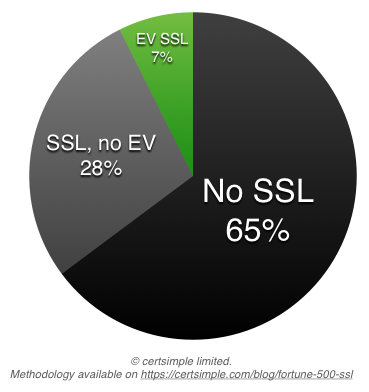 EV SSL
7%
SSL, no EV
28%
No SSL
65%
© certsimple limited.
Methodology available on https://certsimple.com/blog/fortune-500-ssl